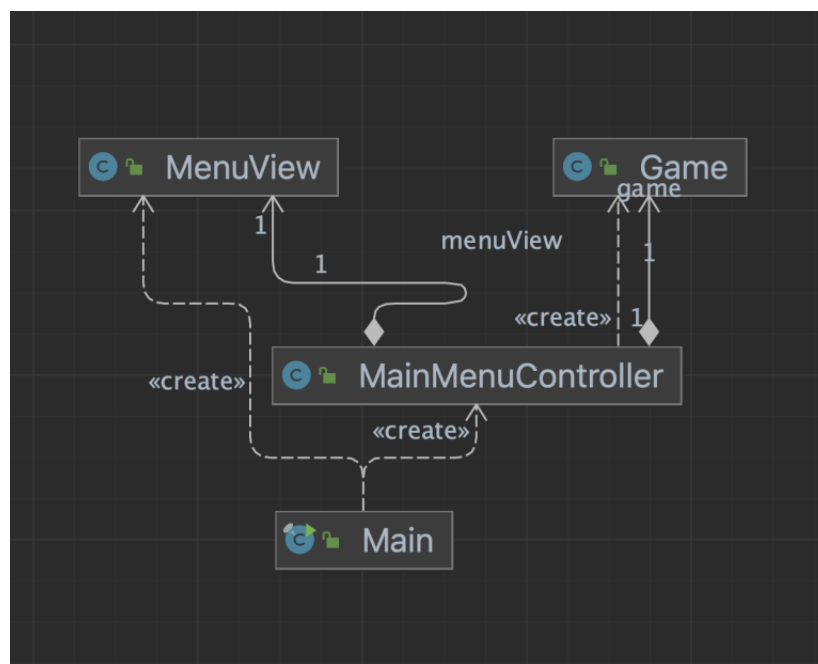 C MenuView
C Game
game
1
menuView
1
1
«create»
1
C MainMenuController
«create»
«create»
C Main